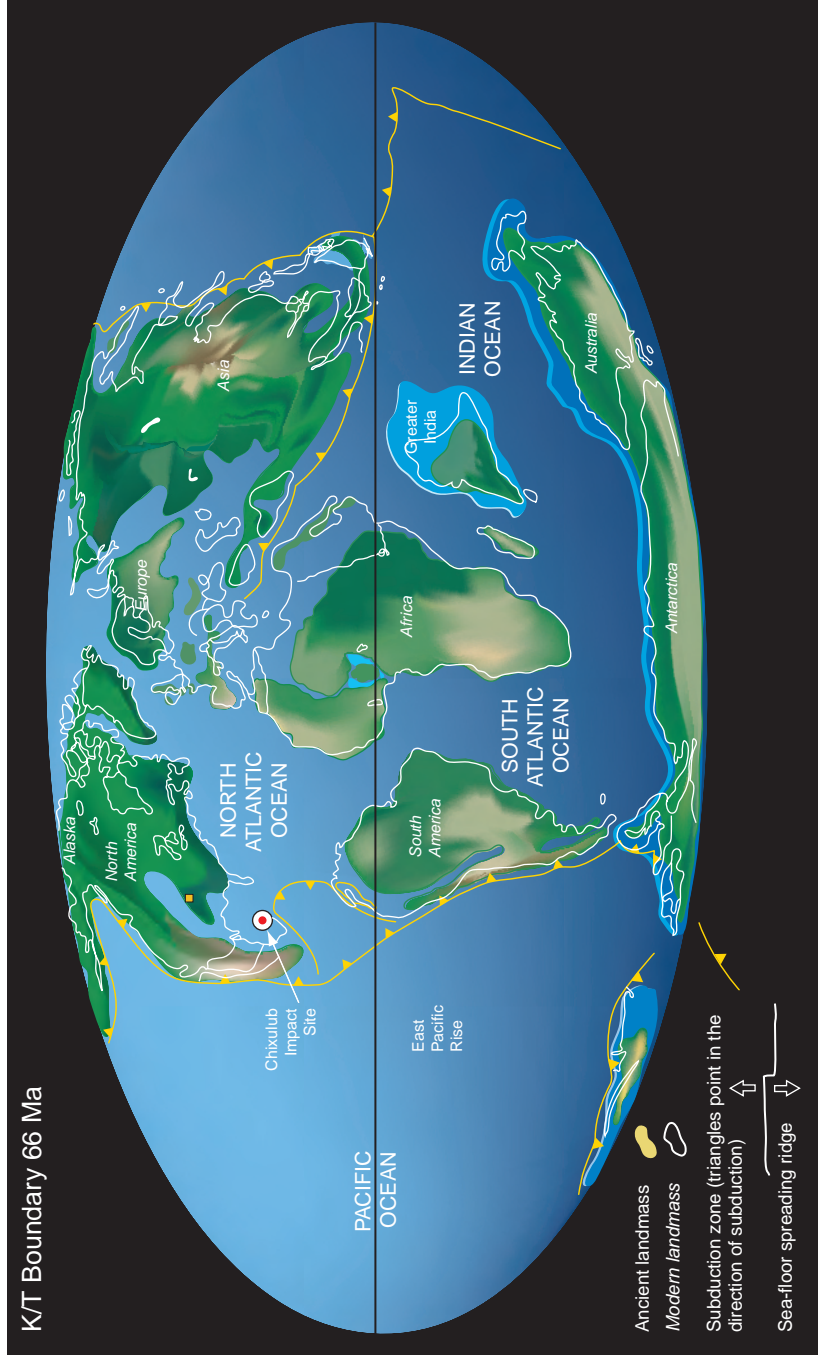 K/T Boundary 66 Ma
Alaska
North
America
Europe
Asia
NORTH
ATLANTIC
OCEAN
Chixulub
Impact
Site
PACIFIC
OCEAN
East
Pacific
Rise
South
America
Africa
SOUTH
ATLANTIC
OCEAN
Greater
India
INDIAN
OCEAN
Australia
Antarctica
Ancient landmass
Modern landmass
Subduction zone (triangles point in the
direction of subduction)
Sea-floor spreading ridge